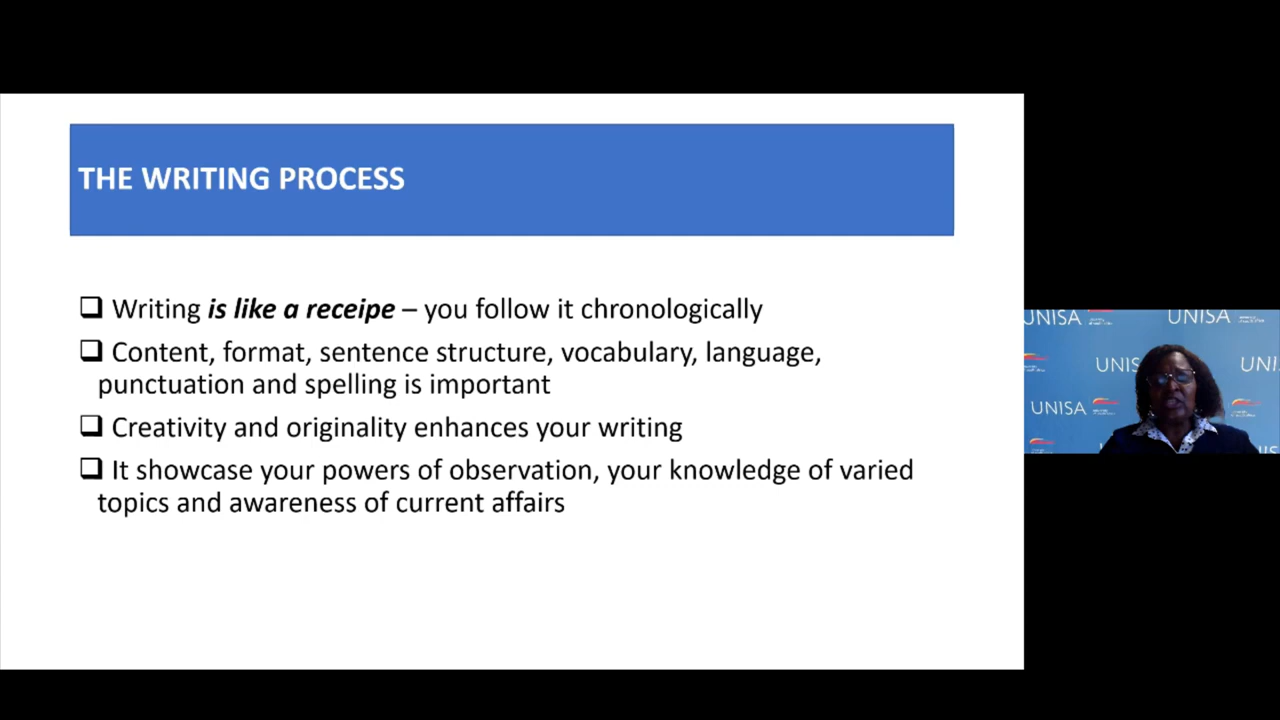 THE WRITING PROCESS
Writing is like a receipe – you follow it chronologically
Content, format, sentence structure, vocabulary, language,
punctuation and spelling is important
Creativity and originality enhances your writing
It showcase your powers of observation, your knowledge of varied
topics and awareness of current affairs
UNISA
UNISA
UNIS
UNI
UNISA